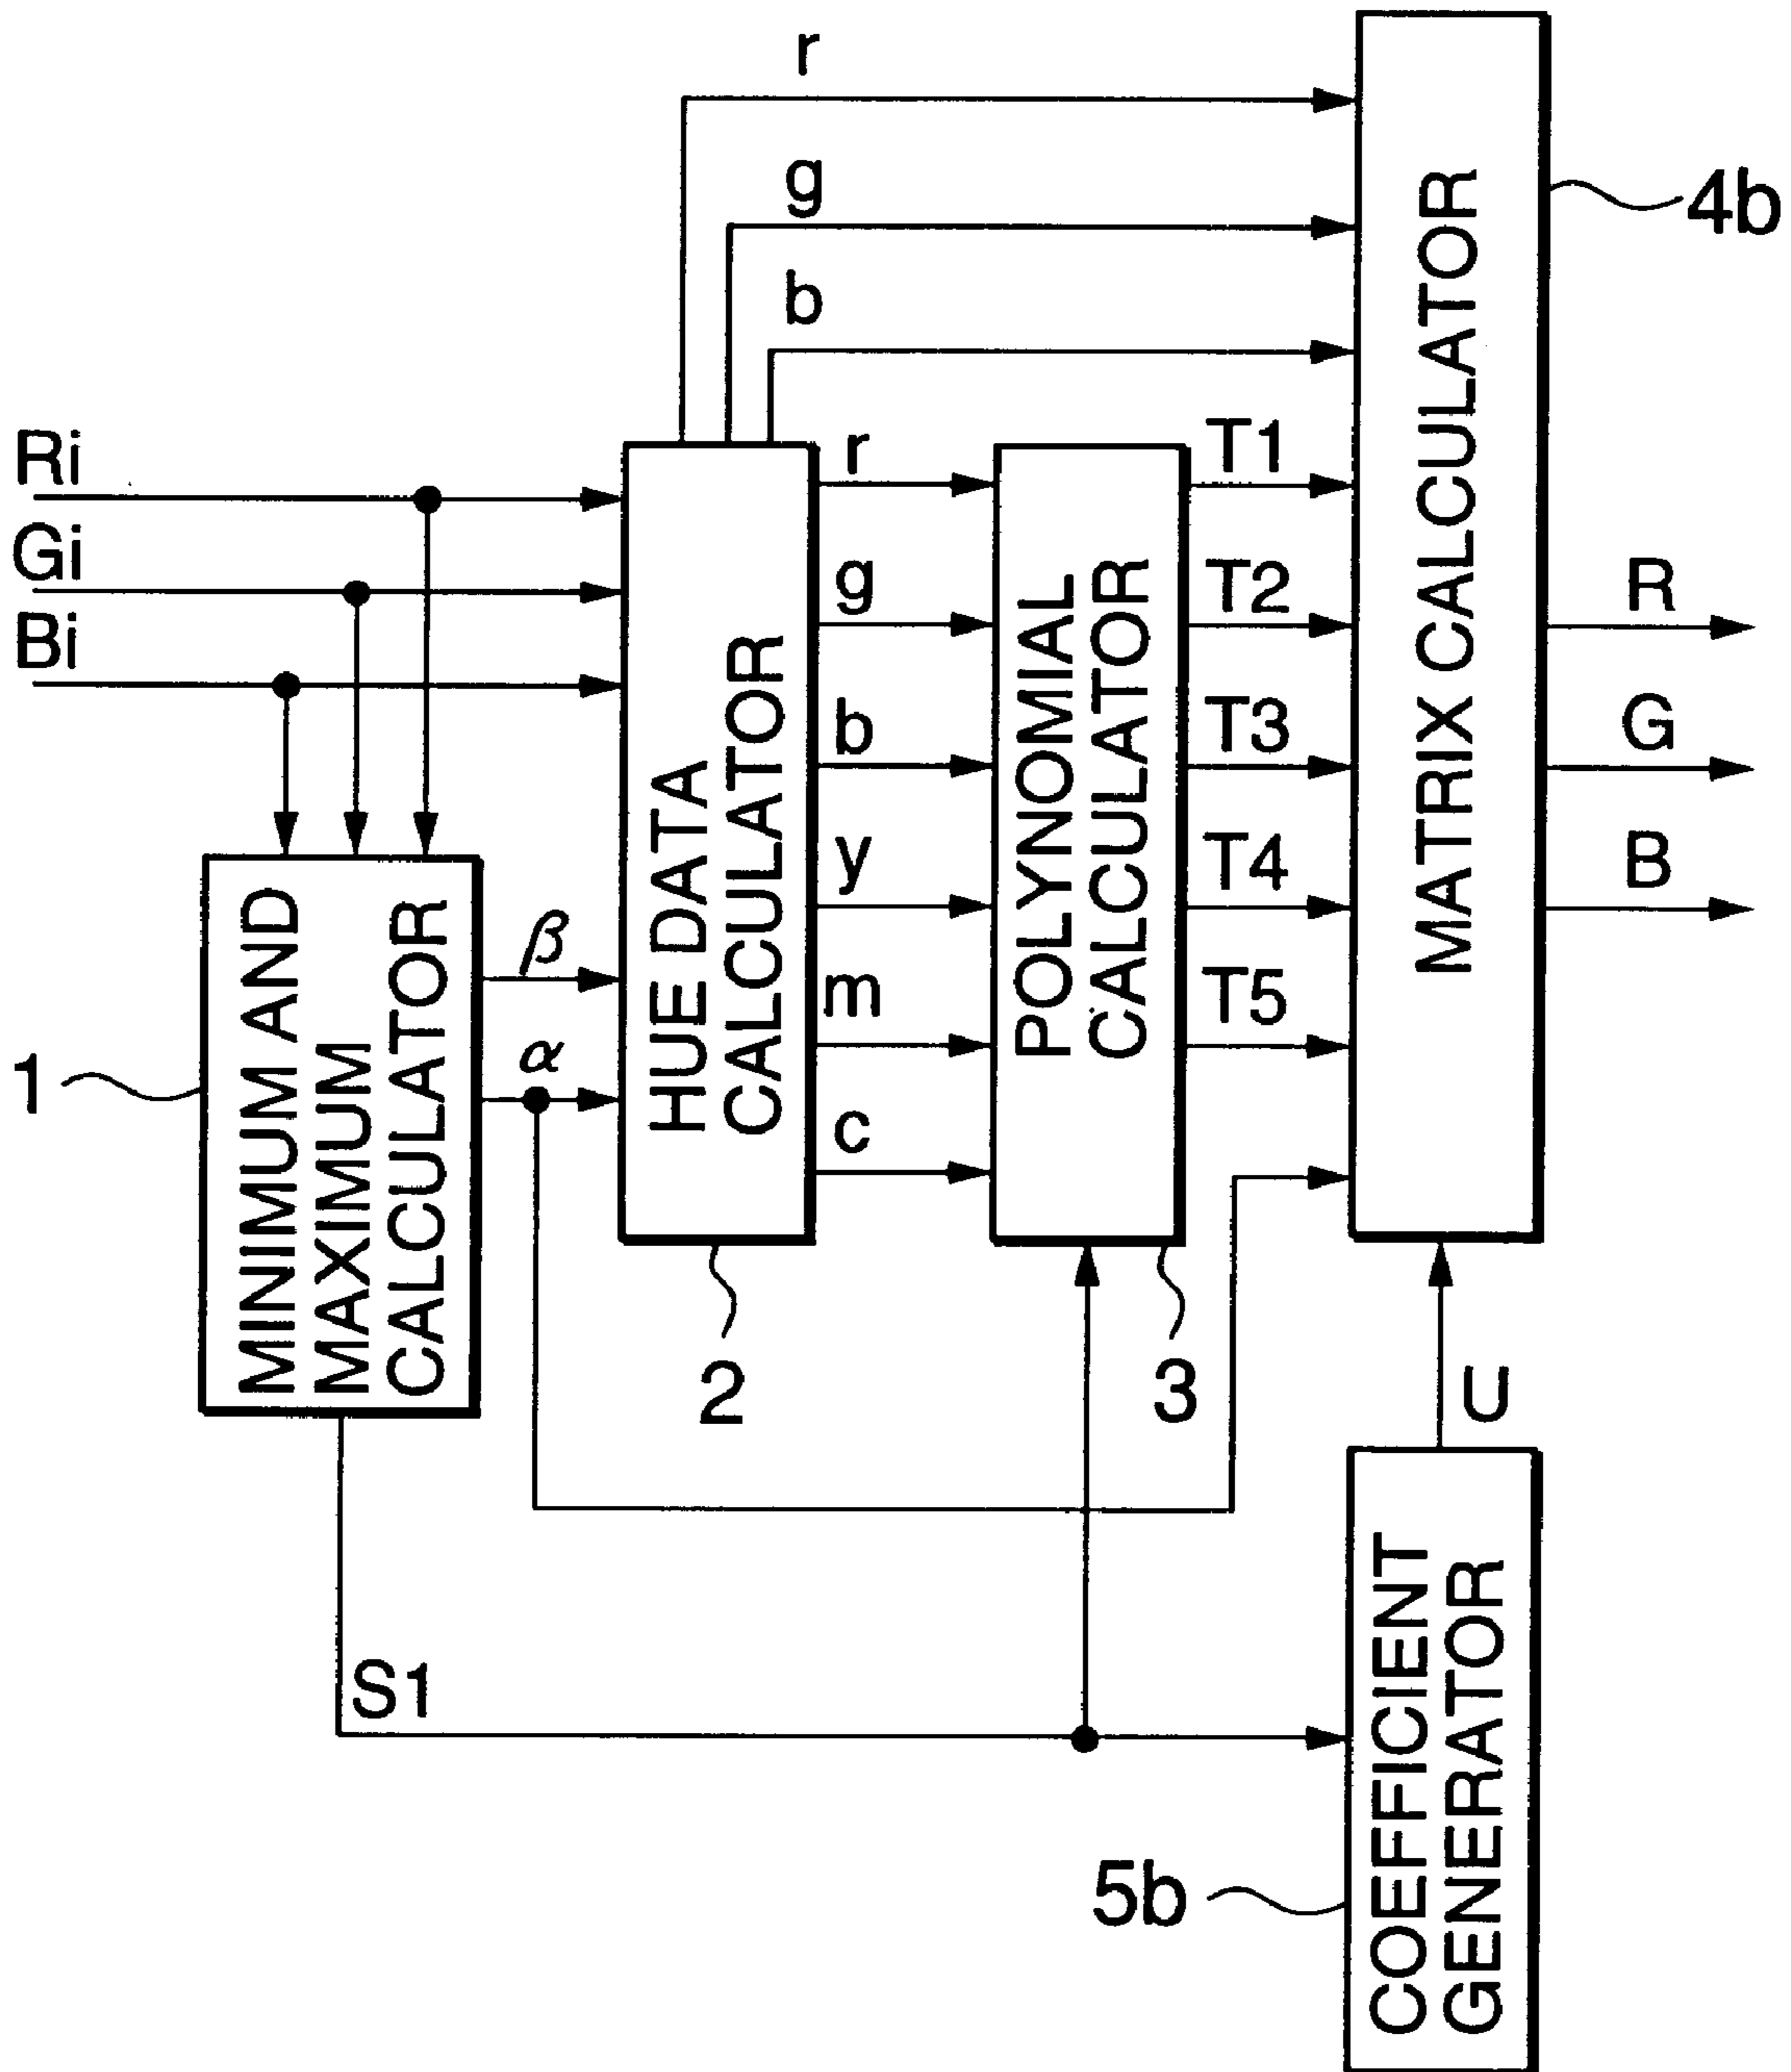 r
g
b
4b
Ri
Gi
Bi
r
g
b
y
m
c
T1
T2
T3
T4
T5
R
G
B
β
α
1
MINIMUM AND
MAXIMUM
CALCULATOR
HUE DATA
CALCULATOR
POLYNOMIAL
CALCULATOR
MATRIX CALCULATOR
2
3
U
S1
5b
COEFFICIENT
GENERATOR